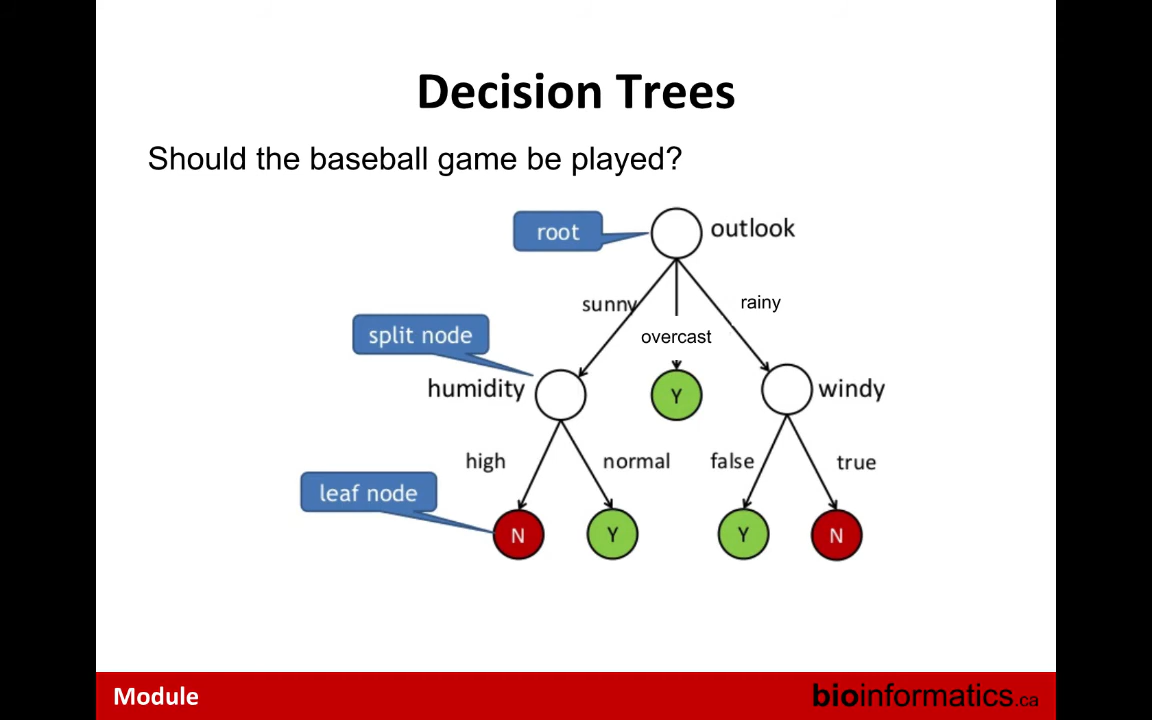 Decision Trees
Should the baseball game be played?
root
outlook
sunny
rainy
overcast
split node
humidity
Y
windy
high
normal
false
true
leaf node
N
Y
Y
N
Module
bioinformatics.ca